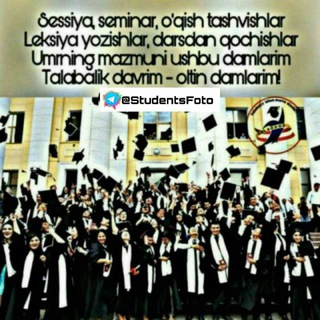 Sessiya, seminar, o'qish tashvishlar
Leksiya yozishlar, darsdan qochishlar
Umrning mazmuni ushbu damlarim
Talabalik davrim - oltin damlarim!
@StudentsFoto